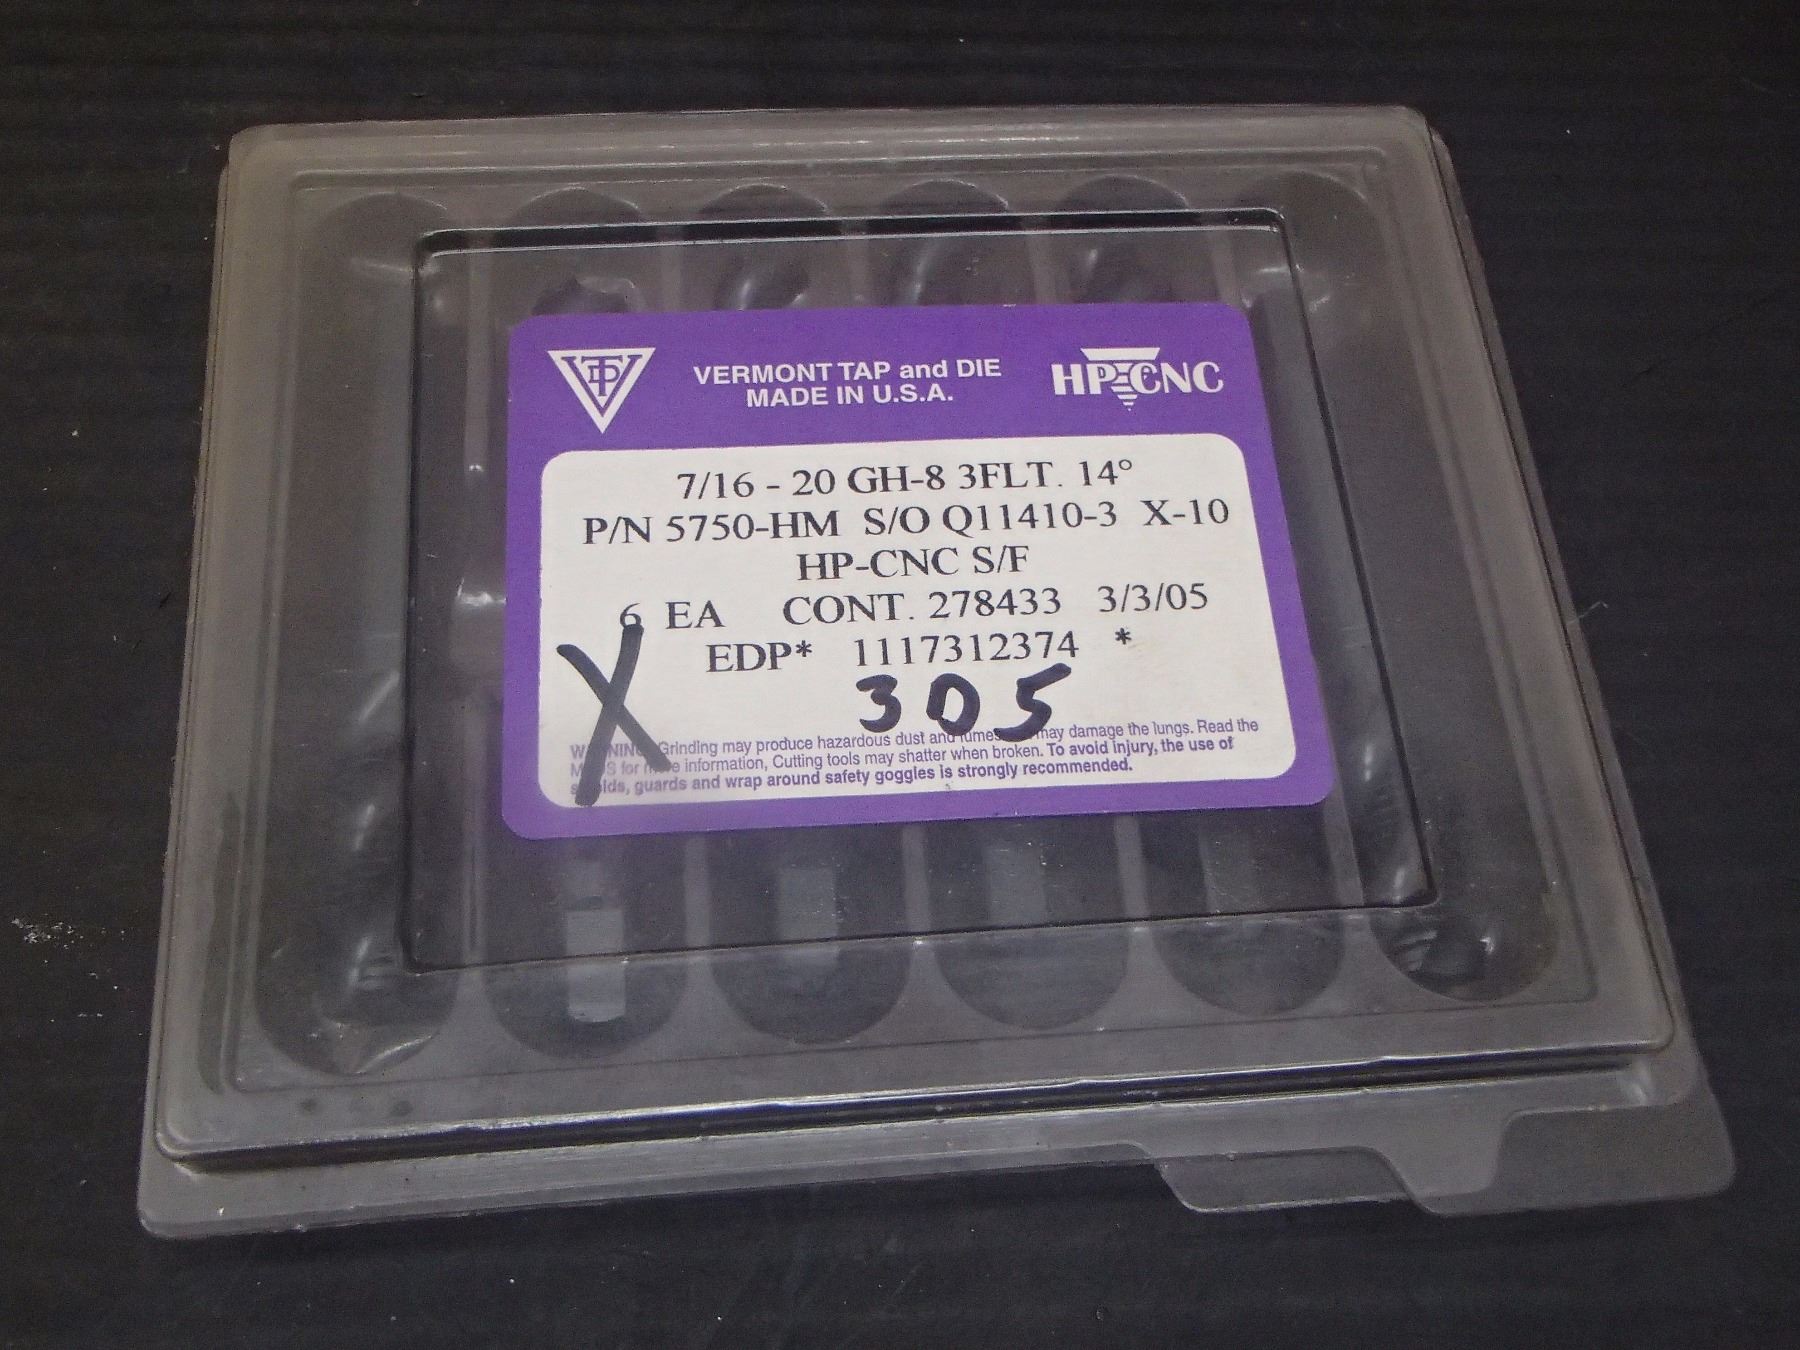 VTD
VERMONT TAP and DIE
MADE IN U.S.A.
HP-CNC
7/16 - 20 GH-8 3FLT. 14°
P/N 5750-HM S/O Q11410-3 X-10
HP-CNC S/F
6 EA CONT. 278433 3/3/05
EDP* 1117312374 *
X 305
Grinding may produce hazardous dust and may damage the lungs. Read the
for information, Cutting tools may shatter when broken. To avoid injury, the use of
guards and wrap around safety goggles is strongly recommended.